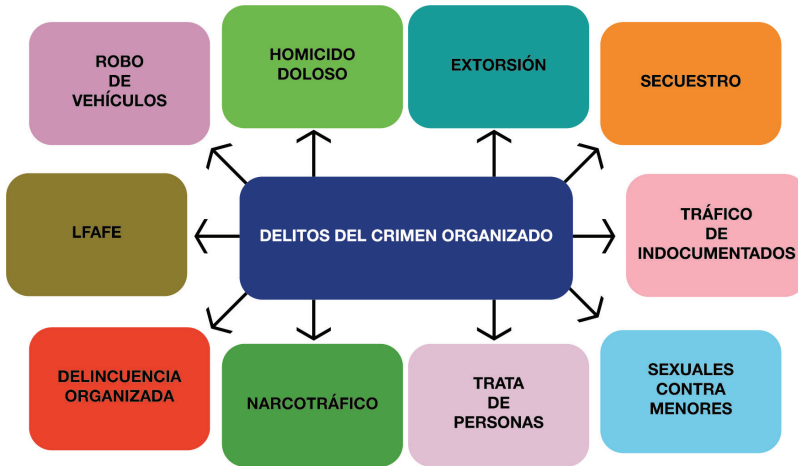 ROBO
DE
VEHÍCULOS
HOMICIDO
DOLOSO
EXTORSIÓN
SECUESTRO
LFAFE
DELITOS DEL CRIMEN ORGANIZADO
TRÁFICO
DE
INDOCUMENTADOS
DELINCUENCIA
ORGANIZADA
NARCOTRÁFICO
TRATA
DE
PERSONAS
SEXUALES
CONTRA
MENORES